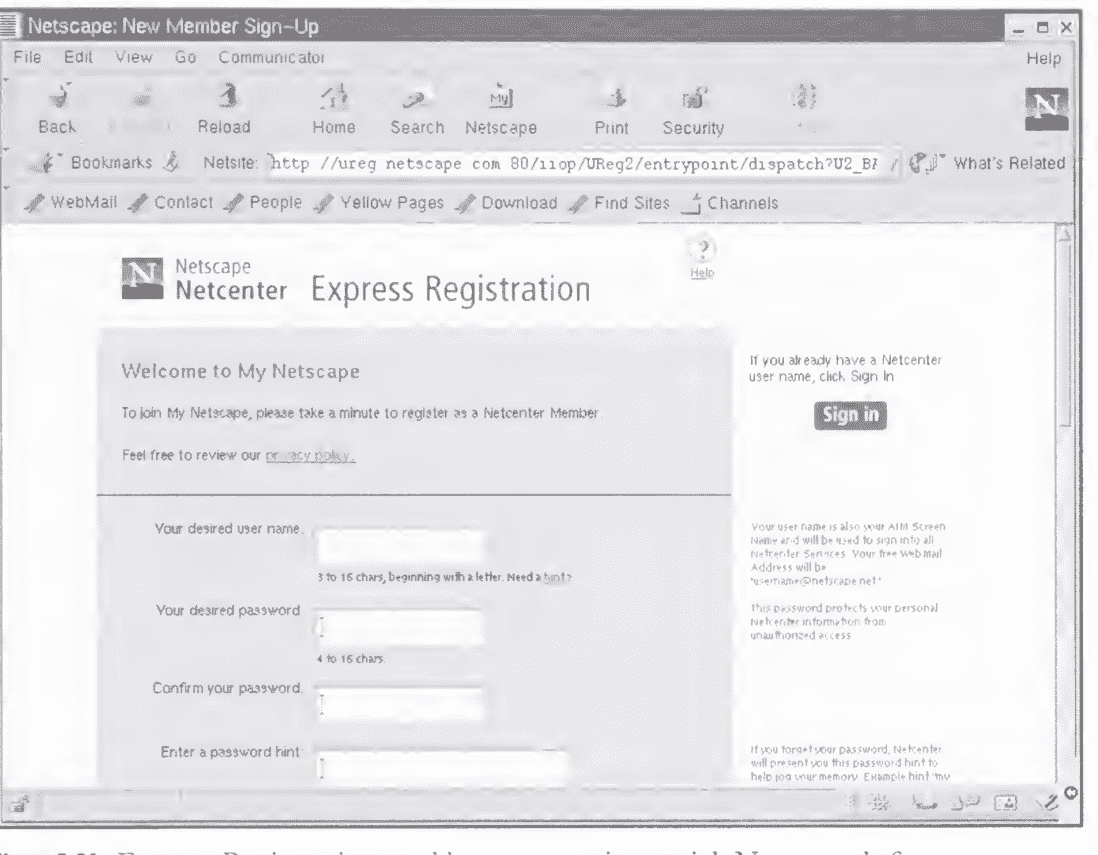 Netscape: New Member Sign-Up
File Edit View Go Communicator Help
Back Reload Home Search Netscape Print Security
My
N
Bookmarks Netsite: http //ureg netscape com 80/iiop/UReg2/entrypoint/dispatch?U2_BA What's Related
WebMail Contact People Yellow Pages Download Find Sites Channels
N Netscape
Netcenter Express Registration
?
Help
Welcome to My Netscape
To join My Netscape, please take a minute to register as a Netcenter Member.
Feel free to review our privacy policy.
If you already have a Netcenter
user name, click Sign In
Sign in
Your desired user name.
3 to 16 chars, beginning with a letter. Need a hint?
Your user name is also your AIM Screen
Name and will be used to sign into all
Netcenter Services. Your free WebMail
Address will be
"username@netscape.net"
Your desired password
4 to 16 chars.
This password protects your personal
Netcenter information from
unauthorized access
Confirm your password.
Enter a password hint
If you forget your password, Netcenter
will present you this password hint to
help jog your memory. Example hint "my